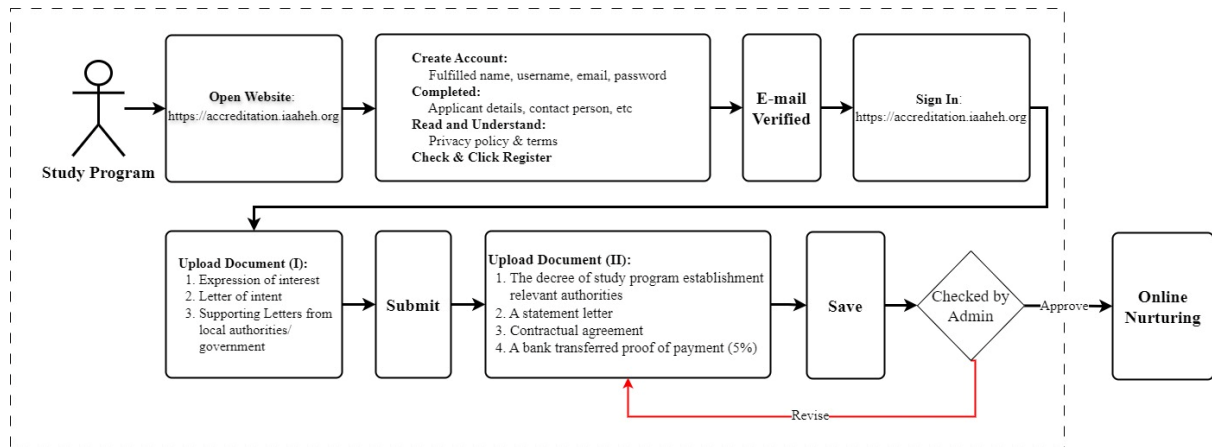 Study Program
Open Website:
https://accreditation.iaaheh.org
Create Account:
Fulfilled name, username, email, password
Completed:
Applicant details, contact person, etc
Read and Understand:
Privacy policy & terms
Check & Click Register
E-mail
Verified
Sign In:
https://accreditation.iaaheh.org
Upload Document (I):
1. Expression of interest
2. Letter of intent
3. Supporting Letters from
local authorities/
government
Submit
Upload Document (II):
1. The decree of study program establishment
relevant authorities
2. A statement letter
3. Contractual agreement
4. A bank transferred proof of payment (5%)
Save
Checked by
Admin
Approve
Online
Nurturing
Revise